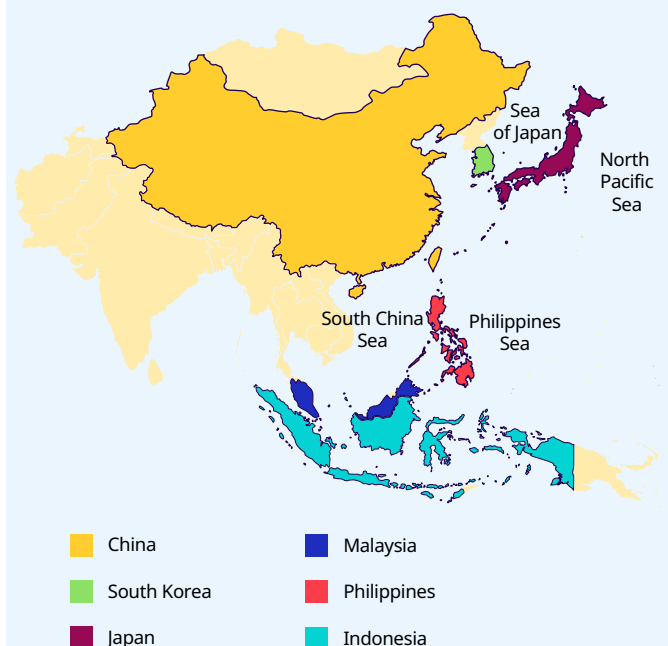 Sea
of Japan
North
Pacific
Sea
South China
Sea
Philippines
Sea
China
Malaysia
South Korea
Philippines
Japan
Indonesia